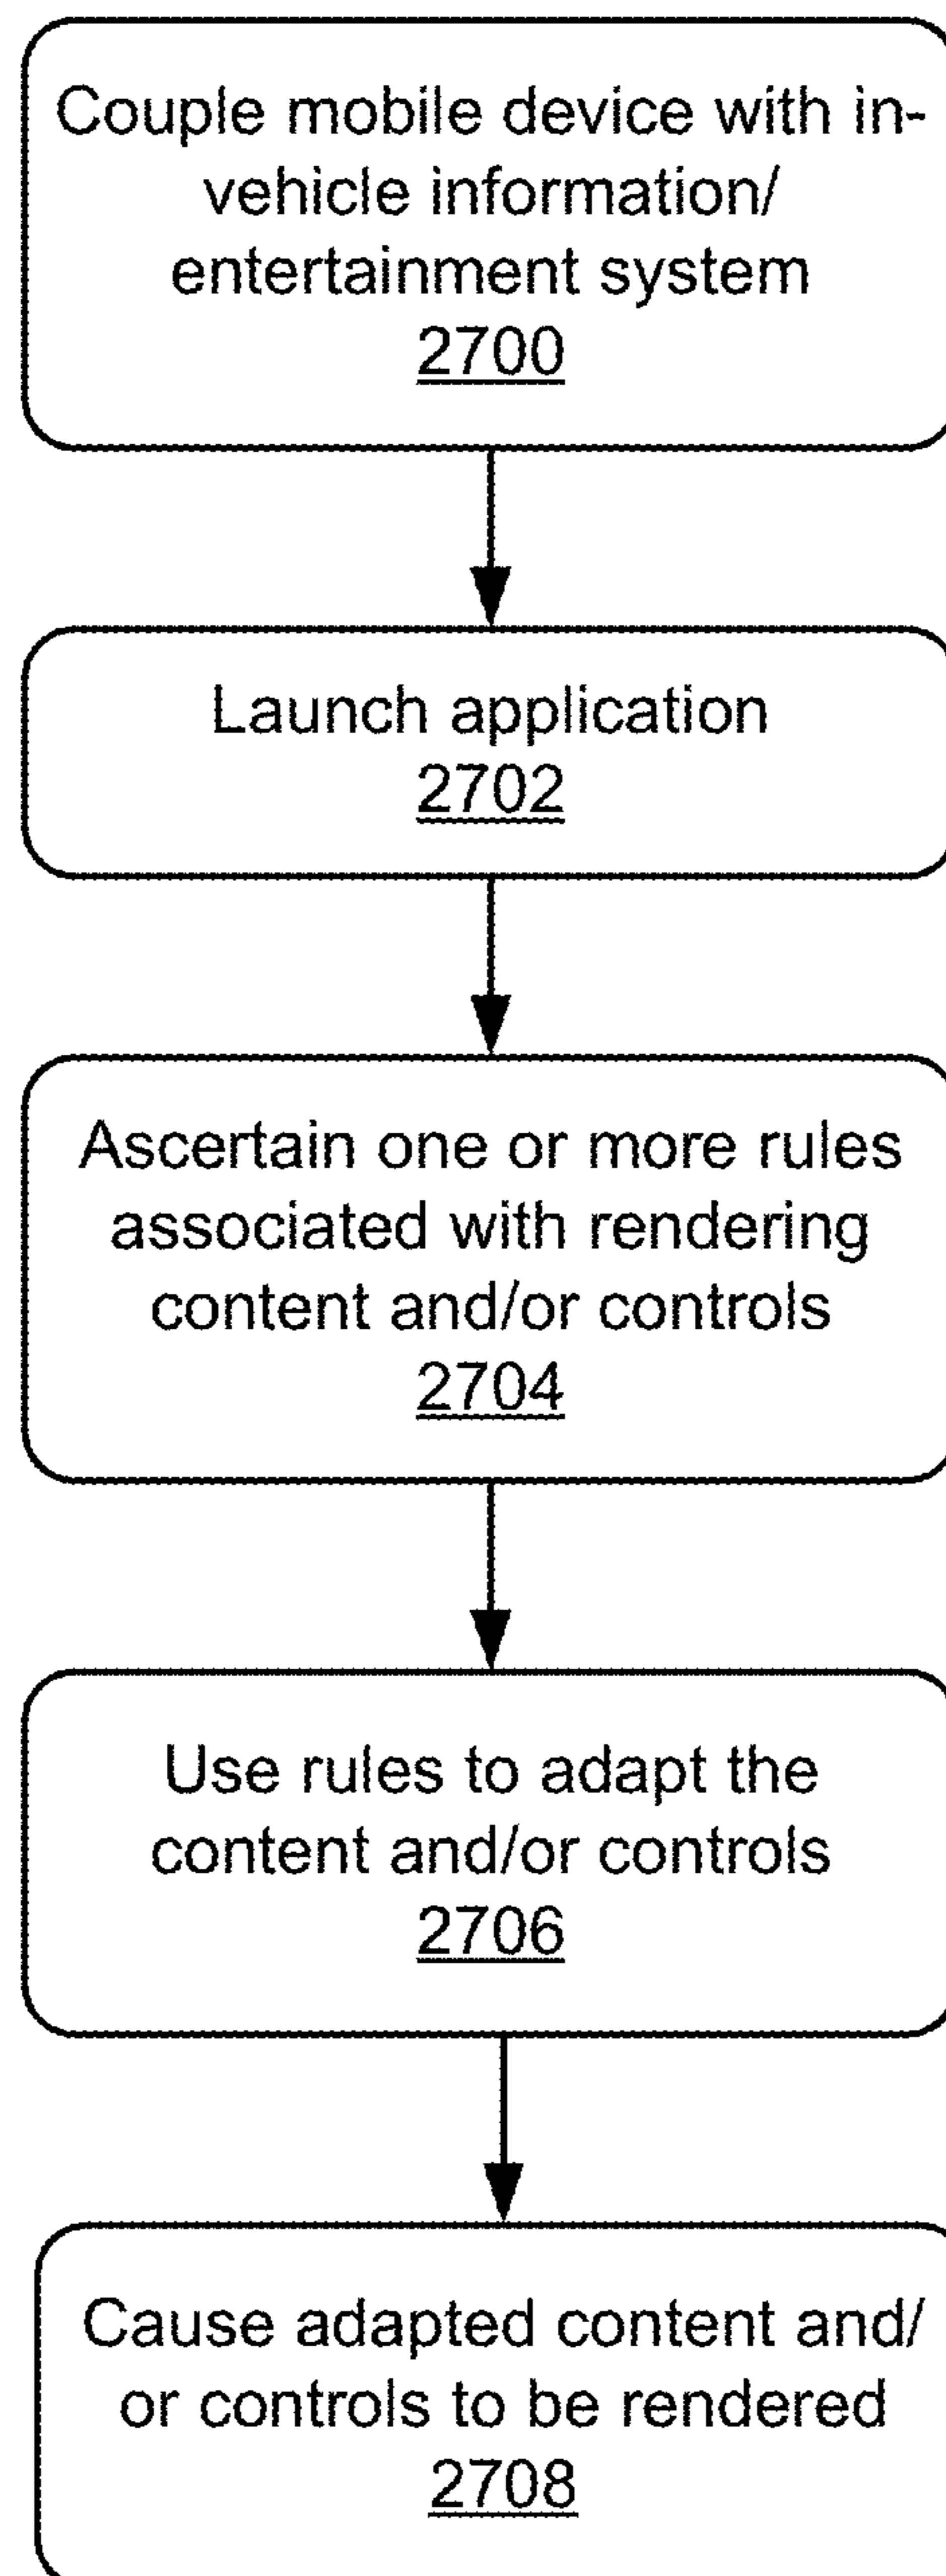 Couple mobile device with in-
vehicle information/
entertainment system
2700
Launch application
2702
Ascertain one or more rules
associated with rendering
content and/or controls
2704
Use rules to adapt the
content and/or controls
2706
Cause adapted content and/
or controls to be rendered
2708